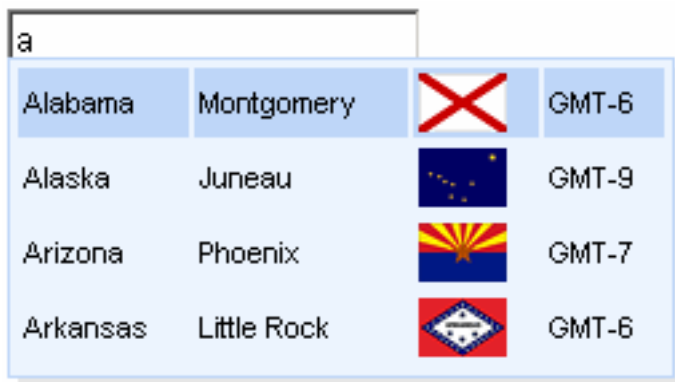 a
Alabama Montgomery GMT-6
Alaska Juneau GMT-9
Arizona Phoenix GMT-7
Arkansas Little Rock GMT-6